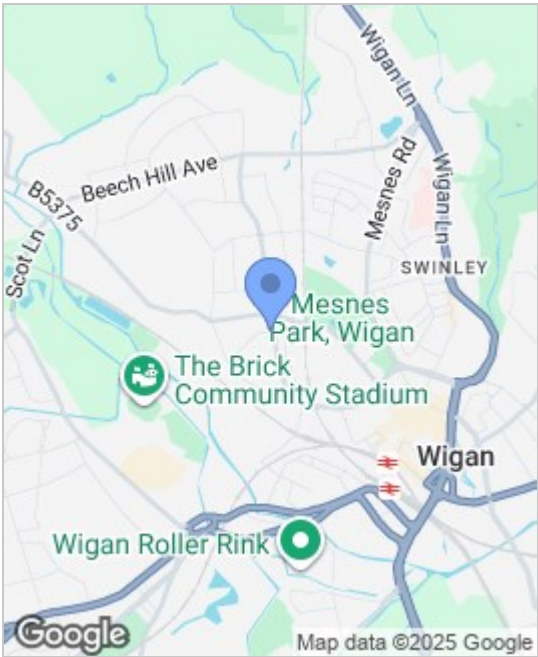 Wigan Ln
Beech Hill Ave
Mesnes Rd
Wigan Ln
B5375
Scot Ln
SWINLEY
Mesnes
Park, Wigan
The Brick
Community Stadium
Wigan
Wigan Roller Rink
Google
Map data ©2025 Google